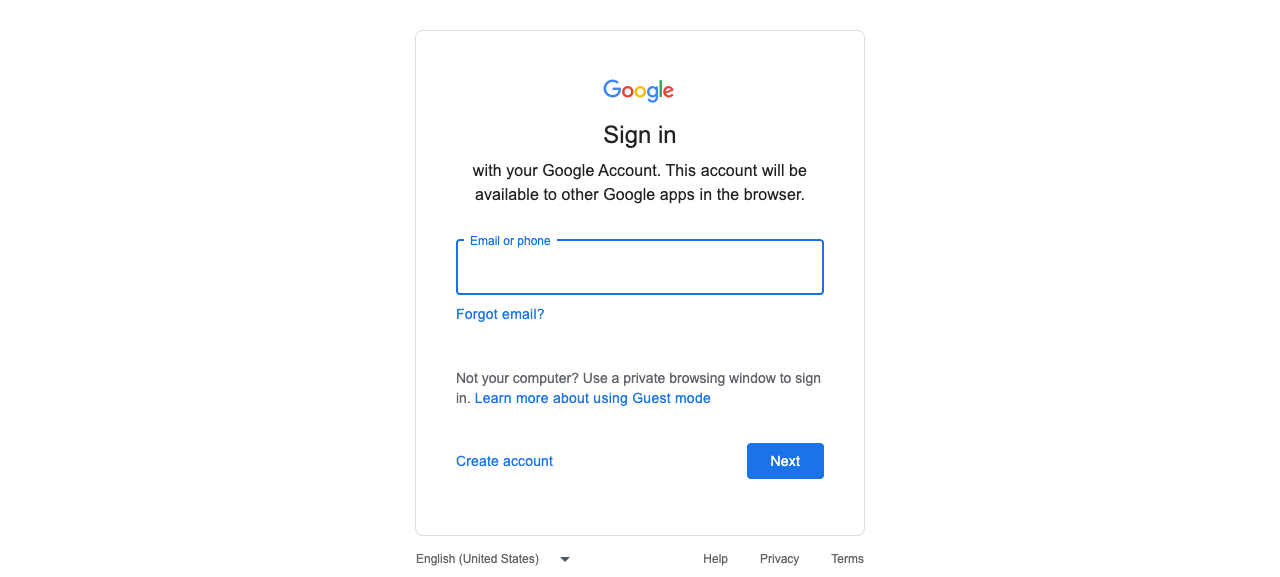 Google
Sign in
with your Google Account. This account will be
available to other Google apps in the browser.
Email or phone
Forgot email?
Not your computer? Use a private browsing window to sign
in. Learn more about using Guest mode
Create account
Next
English (United States)
Help
Privacy
Terms